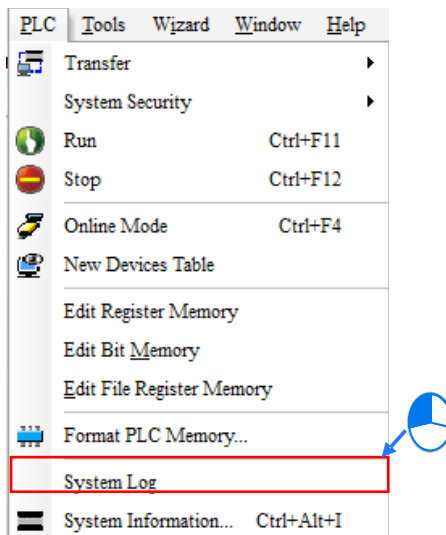 PLC Tools Wizard Window Help
Transfer
System Security
Run Ctrl+F11
Stop Ctrl+F12
Online Mode Ctrl+F4
New Devices Table
Edit Register Memory
Edit Bit Memory
Edit File Register Memory
Format PLC Memory...
System Log
System Information... Ctrl+Alt+I